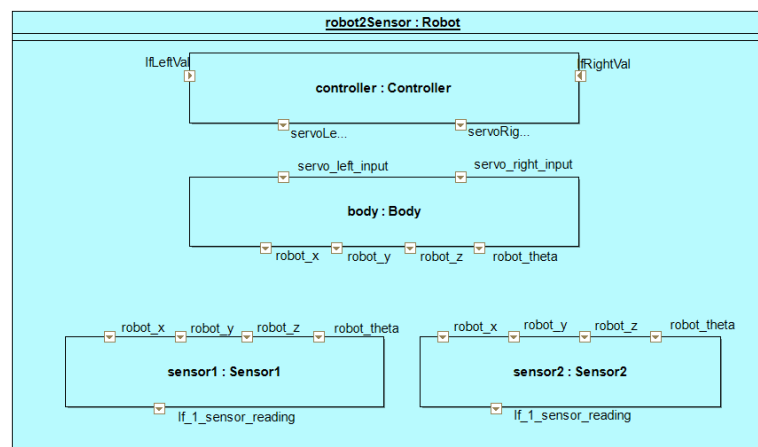 robot2Sensor : Robot
lfLeftVal
lfRightVal
controller : Controller
servoLe...
servoRig...
servo_left_input
servo_right_input
body : Body
robot_x
robot_y
robot_z
robot_theta
robot_x
robot_y
robot_z
robot_theta
robot_x
robot_y
robot_z
robot_theta
sensor1 : Sensor1
sensor2 : Sensor2
lf_1_sensor_reading
lf_1_sensor_reading